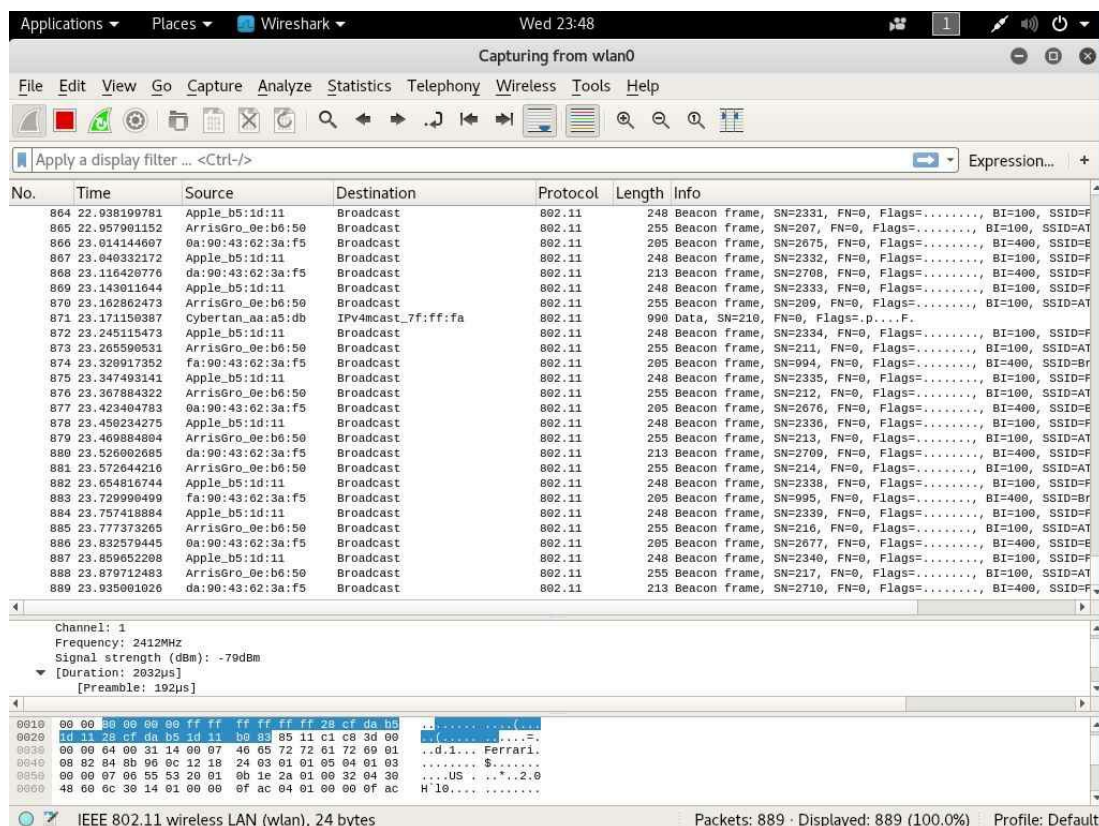 Applications Places Wireshark Wed 23:48 1
Capturing from wlan0
File Edit View Go Capture Analyze Statistics Telephony Wireless Tools Help
Apply a display filter ... <Ctrl-/> Expression... +
No. Time Source Destination Protocol Length Info
864 22.938199781 Apple_b5:1d:11 Broadcast 802.11 248 Beacon frame, SN=2331, FN=0, Flags=........, BI=100, SSID=F
865 22.957901152 ArrisGro_0e:b6:50 Broadcast 802.11 255 Beacon frame, SN=207, FN=0, Flags=........, BI=100, SSID=AT
866 23.014144607 0a:90:43:62:3a:f5 Broadcast 802.11 205 Beacon frame, SN=2675, FN=0, Flags=........, BI=400, SSID=E
867 23.040332172 Apple_b5:1d:11 Broadcast 802.11 248 Beacon frame, SN=2332, FN=0, Flags=........, BI=100, SSID=F
868 23.116420776 da:90:43:62:3a:f5 Broadcast 802.11 213 Beacon frame, SN=2708, FN=0, Flags=........, BI=400, SSID=F
869 23.143011644 Apple_b5:1d:11 Broadcast 802.11 248 Beacon frame, SN=2333, FN=0, Flags=........, BI=100, SSID=F
870 23.162862473 ArrisGro_0e:b6:50 Broadcast 802.11 255 Beacon frame, SN=209, FN=0, Flags=........, BI=100, SSID=AT
871 23.171150387 Cybertan_aa:a5:db IPv4mcast_7f:ff:fa 802.11 990 Data, SN=210, FN=0, Flags=.p....F.
872 23.245115473 Apple_b5:1d:11 Broadcast 802.11 248 Beacon frame, SN=2334, FN=0, Flags=........, BI=100, SSID=F
873 23.265590531 ArrisGro_0e:b6:50 Broadcast 802.11 255 Beacon frame, SN=211, FN=0, Flags=........, BI=100, SSID=AT
874 23.320917352 fa:90:43:62:3a:f5 Broadcast 802.11 205 Beacon frame, SN=994, FN=0, Flags=........, BI=400, SSID=Br
875 23.347493141 Apple_b5:1d:11 Broadcast 802.11 248 Beacon frame, SN=2335, FN=0, Flags=........, BI=100, SSID=F
876 23.367884322 ArrisGro_0e:b6:50 Broadcast 802.11 255 Beacon frame, SN=212, FN=0, Flags=........, BI=100, SSID=AT
877 23.423404783 0a:90:43:62:3a:f5 Broadcast 802.11 205 Beacon frame, SN=2676, FN=0, Flags=........, BI=400, SSID=E
878 23.450234275 Apple_b5:1d:11 Broadcast 802.11 248 Beacon frame, SN=2336, FN=0, Flags=........, BI=100, SSID=F
879 23.469884804 ArrisGro_0e:b6:50 Broadcast 802.11 255 Beacon frame, SN=213, FN=0, Flags=........, BI=100, SSID=AT
880 23.526002685 da:90:43:62:3a:f5 Broadcast 802.11 213 Beacon frame, SN=2709, FN=0, Flags=........, BI=400, SSID=F
881 23.572644216 ArrisGro_0e:b6:50 Broadcast 802.11 255 Beacon frame, SN=214, FN=0, Flags=........, BI=100, SSID=AT
882 23.654816744 Apple_b5:1d:11 Broadcast 802.11 248 Beacon frame, SN=2338, FN=0, Flags=........, BI=100, SSID=F
883 23.729990499 fa:90:43:62:3a:f5 Broadcast 802.11 205 Beacon frame, SN=995, FN=0, Flags=........, BI=400, SSID=Br
884 23.757418884 Apple_b5:1d:11 Broadcast 802.11 248 Beacon frame, SN=2339, FN=0, Flags=........, BI=100, SSID=F
885 23.777373265 ArrisGro_0e:b6:50 Broadcast 802.11 255 Beacon frame, SN=216, FN=0, Flags=........, BI=100, SSID=AT
886 23.832579445 0a:90:43:62:3a:f5 Broadcast 802.11 205 Beacon frame, SN=2677, FN=0, Flags=........, BI=400, SSID=E
887 23.859652208 Apple_b5:1d:11 Broadcast 802.11 248 Beacon frame, SN=2340, FN=0, Flags=........, BI=100, SSID=F
888 23.879712483 ArrisGro_0e:b6:50 Broadcast 802.11 255 Beacon frame, SN=217, FN=0, Flags=........, BI=100, SSID=AT
889 23.935001026 da:90:43:62:3a:f5 Broadcast 802.11 213 Beacon frame, SN=2710, FN=0, Flags=........, BI=400, SSID=F
Channel: 1
Frequency: 2412MHz
Signal strength (dBm): -79dBm
[Duration: 2032µs]
[Preamble: 192µs]
0010 00 00 80 00 00 00 ff ff ff ff ff ff 28 cf da b5 ........ ....(...
0020 1d 11 28 cf da b5 1d 11 b0 83 85 11 c1 c8 3d 00 ..(..... ......=.
0030 00 00 64 00 31 14 00 07 46 65 72 72 61 72 69 01 ..d.1... Ferrari.
0040 08 82 84 8b 96 0c 12 18 24 03 01 01 05 04 01 03 ........ $.......
0050 00 00 07 06 55 53 20 01 0b 1e 2a 01 00 32 04 30 ....US . ..*..2.0
0060 48 60 6c 30 14 01 00 00 0f ac 04 01 00 00 0f ac H`l0.... ........
IEEE 802.11 wireless LAN (wlan), 24 bytes Packets: 889 · Displayed: 889 (100.0%) Profile: Default